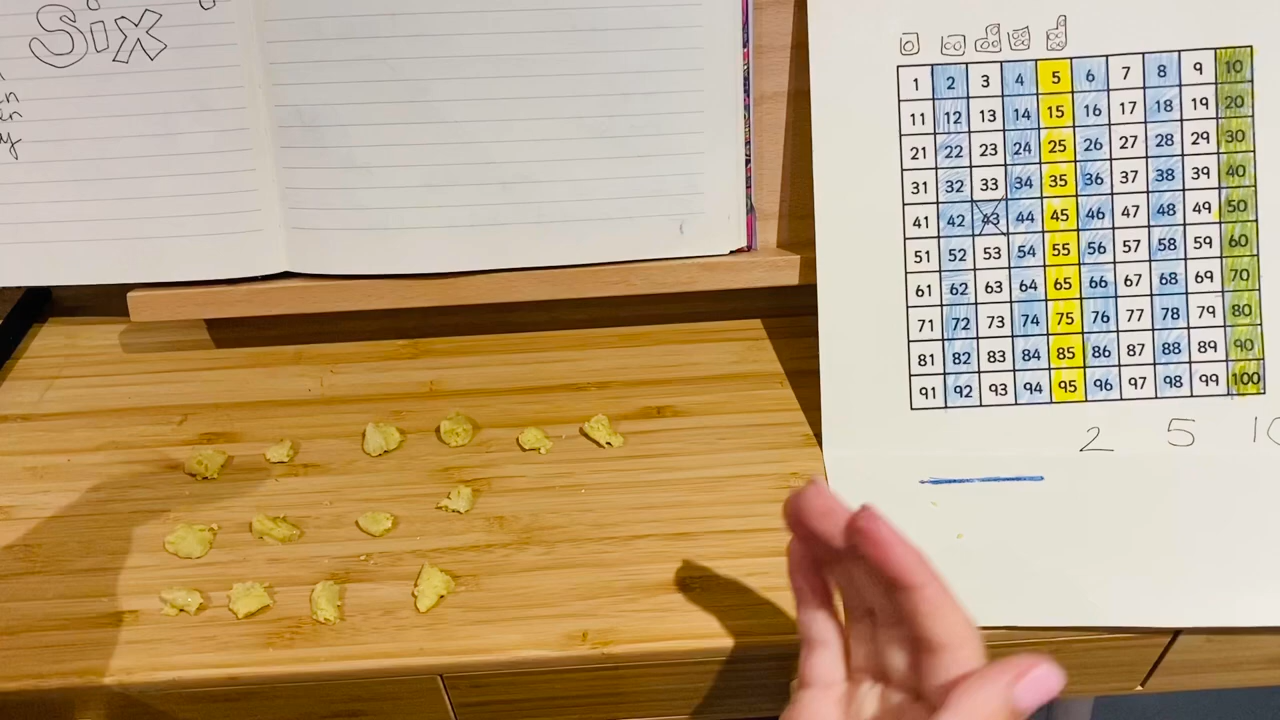 Six
1 2 3 4 5 6 7 8 9 10
11 12 13 14 15 16 17 18 19 20
21 22 23 24 25 26 27 28 29 30
31 32 33 34 35 36 37 38 39 40
41 42 43 44 45 46 47 48 49 50
51 52 53 54 55 56 57 58 59 60
61 62 63 64 65 66 67 68 69 70
71 72 73 74 75 76 77 78 79 80
81 82 83 84 85 86 87 88 89 90
91 92 93 94 95 96 97 98 99 100
2 5 10